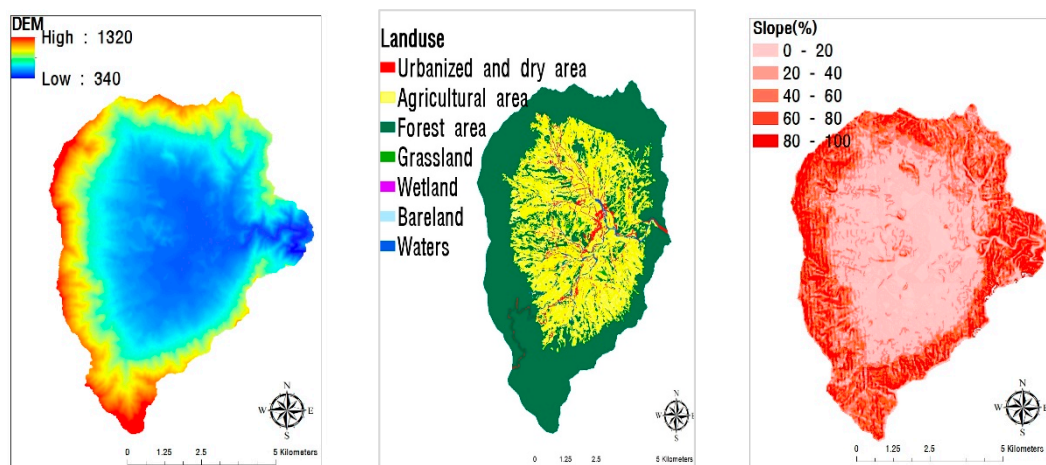 DEM
High : 1320
Low : 340
N
W E
S
0 1.25 2.5 5 Kilometers
Landuse
Urbanized and dry area
Agricultural area
Forest area
Grassland
Wetland
Bareland
Waters
N
W E
S
0 1.25 2.5 5 Kilometers
Slope(%)
0 - 20
20 - 40
40 - 60
60 - 80
80 - 100
N
W E
S
0 1.25 2.5 5 Kilometers